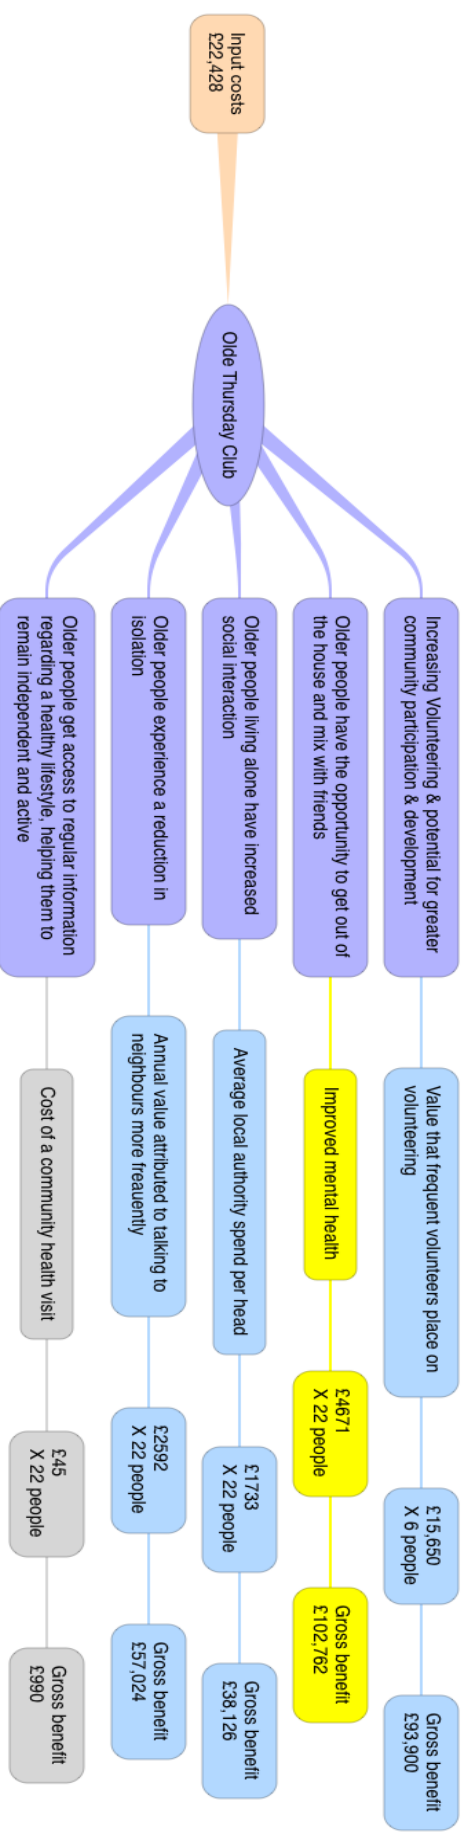 Input costs
£22,428
Olde Thursday Club
Increasing Volunteering & potential for greater
community participation & development
Value that frequent volunteers place on
volunteering
£15,650
X 6 people
Gross benefit
£93,900
Older people have the opportunity to get out of
the house and mix with friends
Improved mental health
£4671
X 22 people
Gross benefit
£102,762
Older people living alone have increased
social interaction
Average local authority spend per head
£1733
X 22 people
Gross benefit
£38,126
Older people experience a reduction in
isolation
Annual value attributed to talking to
neighbours more freauently
£2592
X 22 people
Gross benefit
£57,024
Older people get access to regular information
regarding a healthy lifestyle, helping them to
remain independent and active
Cost of a community health visit
£45
X 22 people
Gross benefit
£990